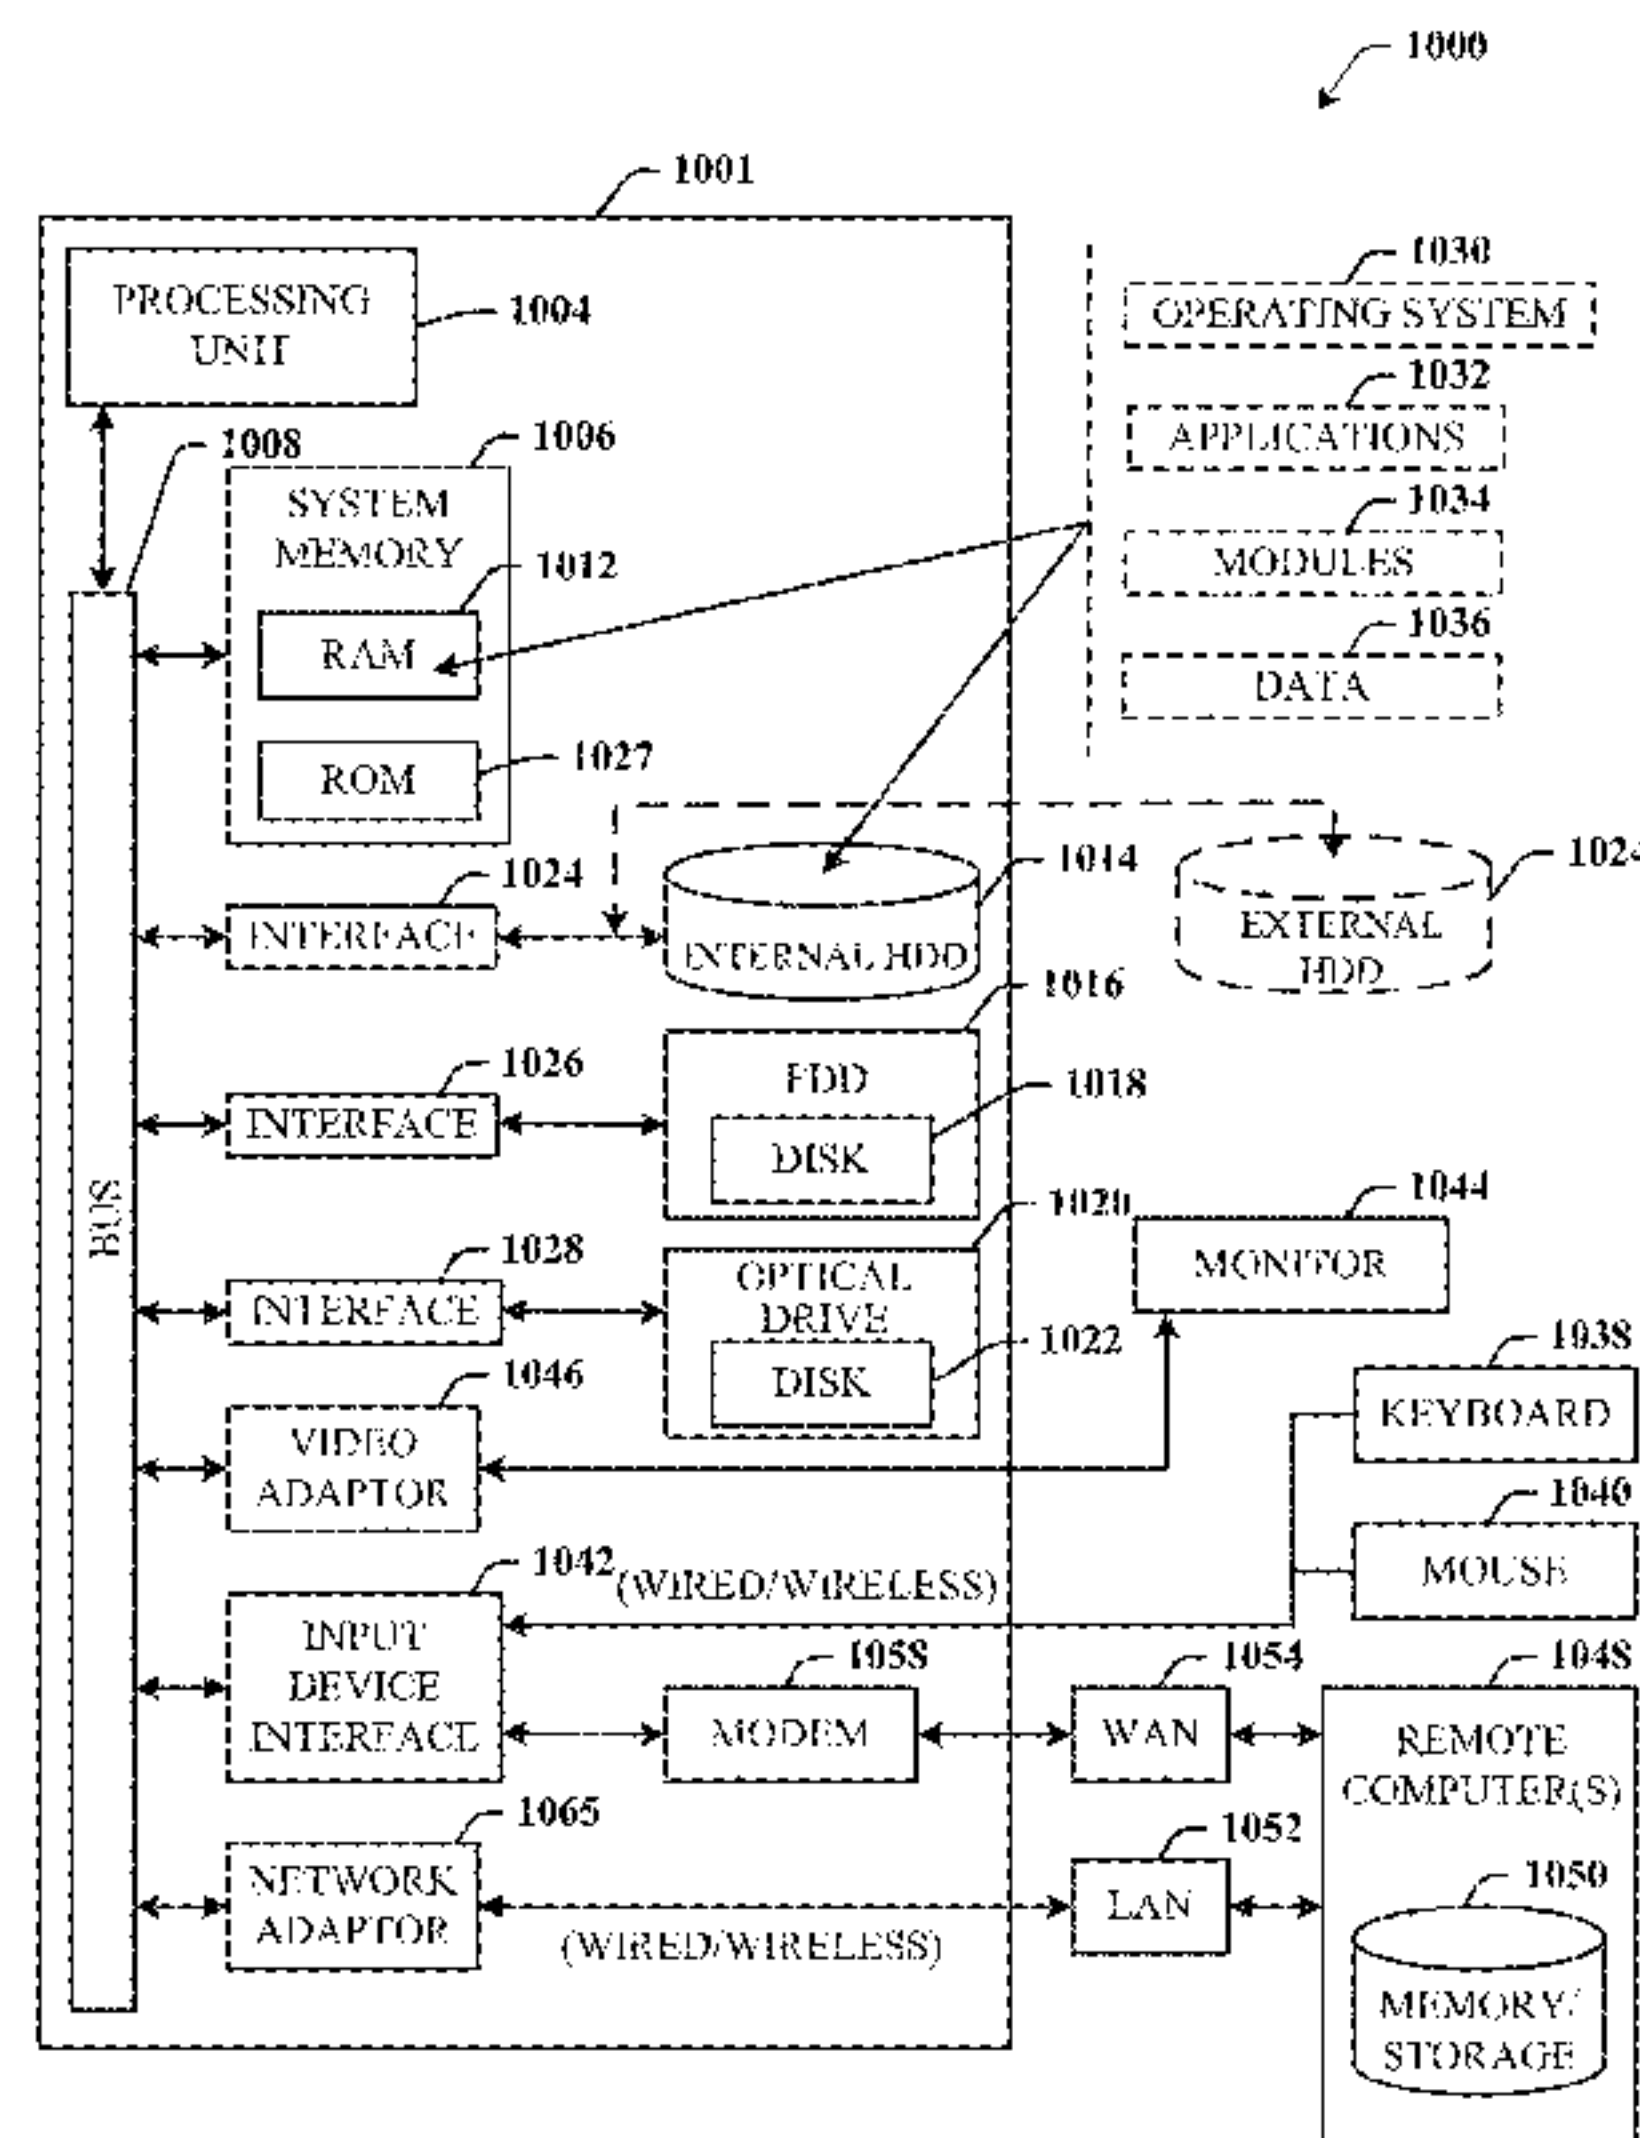 1000
1001
PROCESSING
UNIT
1004
1030
OPERATING SYSTEM
1032
APPLICATIONS
1034
MODULES
1036
DATA
1008
1006
SYSTEM
MEMORY
1012
RAM
ROM
1027
BUS
1024
INTERFACE
1014
INTERNAL HDD
1024
EXTERNAL
HDD
1026
INTERFACE
1016
FDD
1018
DISK
1028
INTERFACE
1020
OPTICAL
DRIVE
1022
DISK
1044
MONITOR
1046
VIDEO
ADAPTOR
1038
KEYBOARD
1040
MOUSE
1042
(WIRED/WIRELESS)
INPUT
DEVICE
INTERFACE
1058
MODEM
1054
WAN
1048
REMOTE
COMPUTER(S)
1065
NETWORK
ADAPTOR
(WIRED/WIRELESS)
1052
LAN
1050
MEMORY/
STORAGE